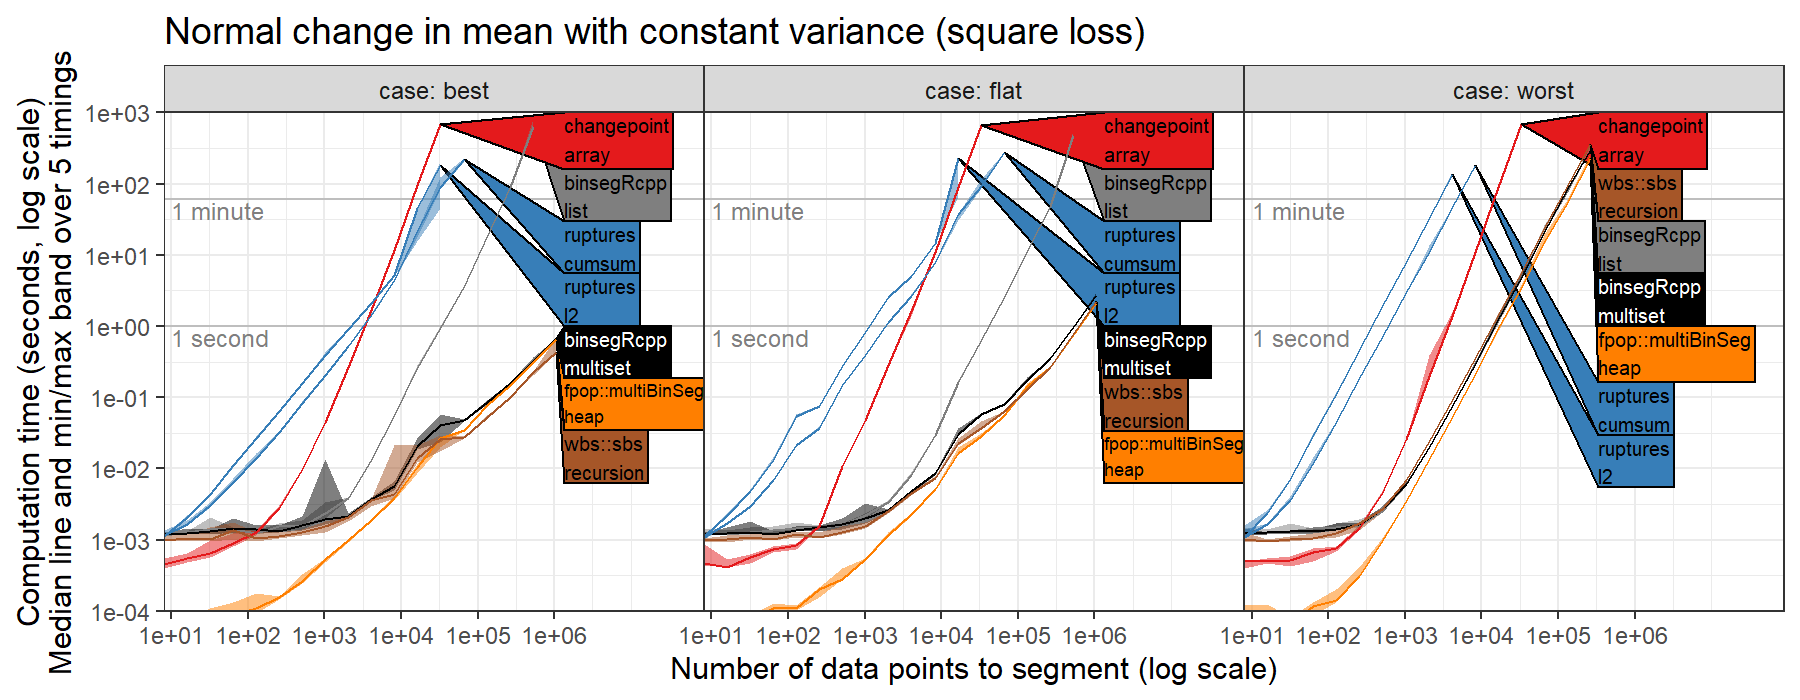 Normal change in mean with constant variance (square loss)
Computation time (seconds, log scale)
Median line and min/max band over 5 timings
1e+03
1e+02
1e+01
1e+00
1e-01
1e-02
1e-03
1e-04
case: best
1 minute
1 second
changepoint
array
binsegRcpp
list
ruptures
cumsum
ruptures
l2
binsegRcpp
multiset
fpop::multiBinSeg
heap
wbs::sbs
recursion
1e+01 1e+02 1e+03 1e+04 1e+05 1e+06
case: flat
1 minute
1 second
changepoint
array
binsegRcpp
list
ruptures
cumsum
ruptures
l2
binsegRcpp
multiset
wbs::sbs
recursion
fpop::multiBinSeg
heap
1e+01 1e+02 1e+03 1e+04 1e+05 1e+06
case: worst
1 minute
1 second
changepoint
array
wbs::sbs
recursion
binsegRcpp
list
binsegRcpp
multiset
fpop::multiBinSeg
heap
ruptures
cumsum
ruptures
l2
1e+01 1e+02 1e+03 1e+04 1e+05 1e+06
Number of data points to segment (log scale)